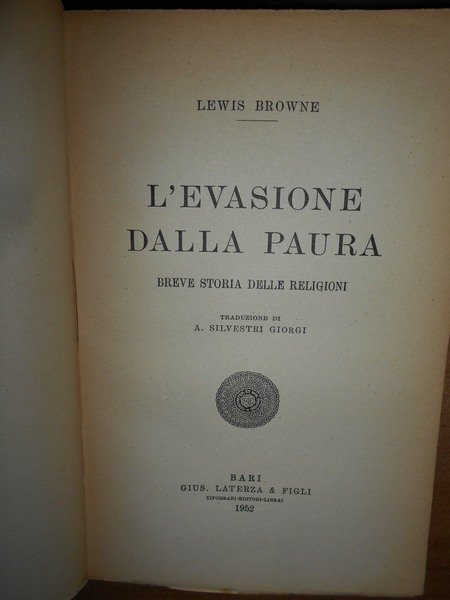 LEWIS BROWNE
L'EVASIONE
DALLA PAURA
BREVE STORIA DELLE RELIGIONI
TRADUZIONE DI
A. SILVESTRI GIORGI
BARI
GIUS. LATERZA & FIGLI
TIPOGRAFI-EDITORI-LIBRAI
1952